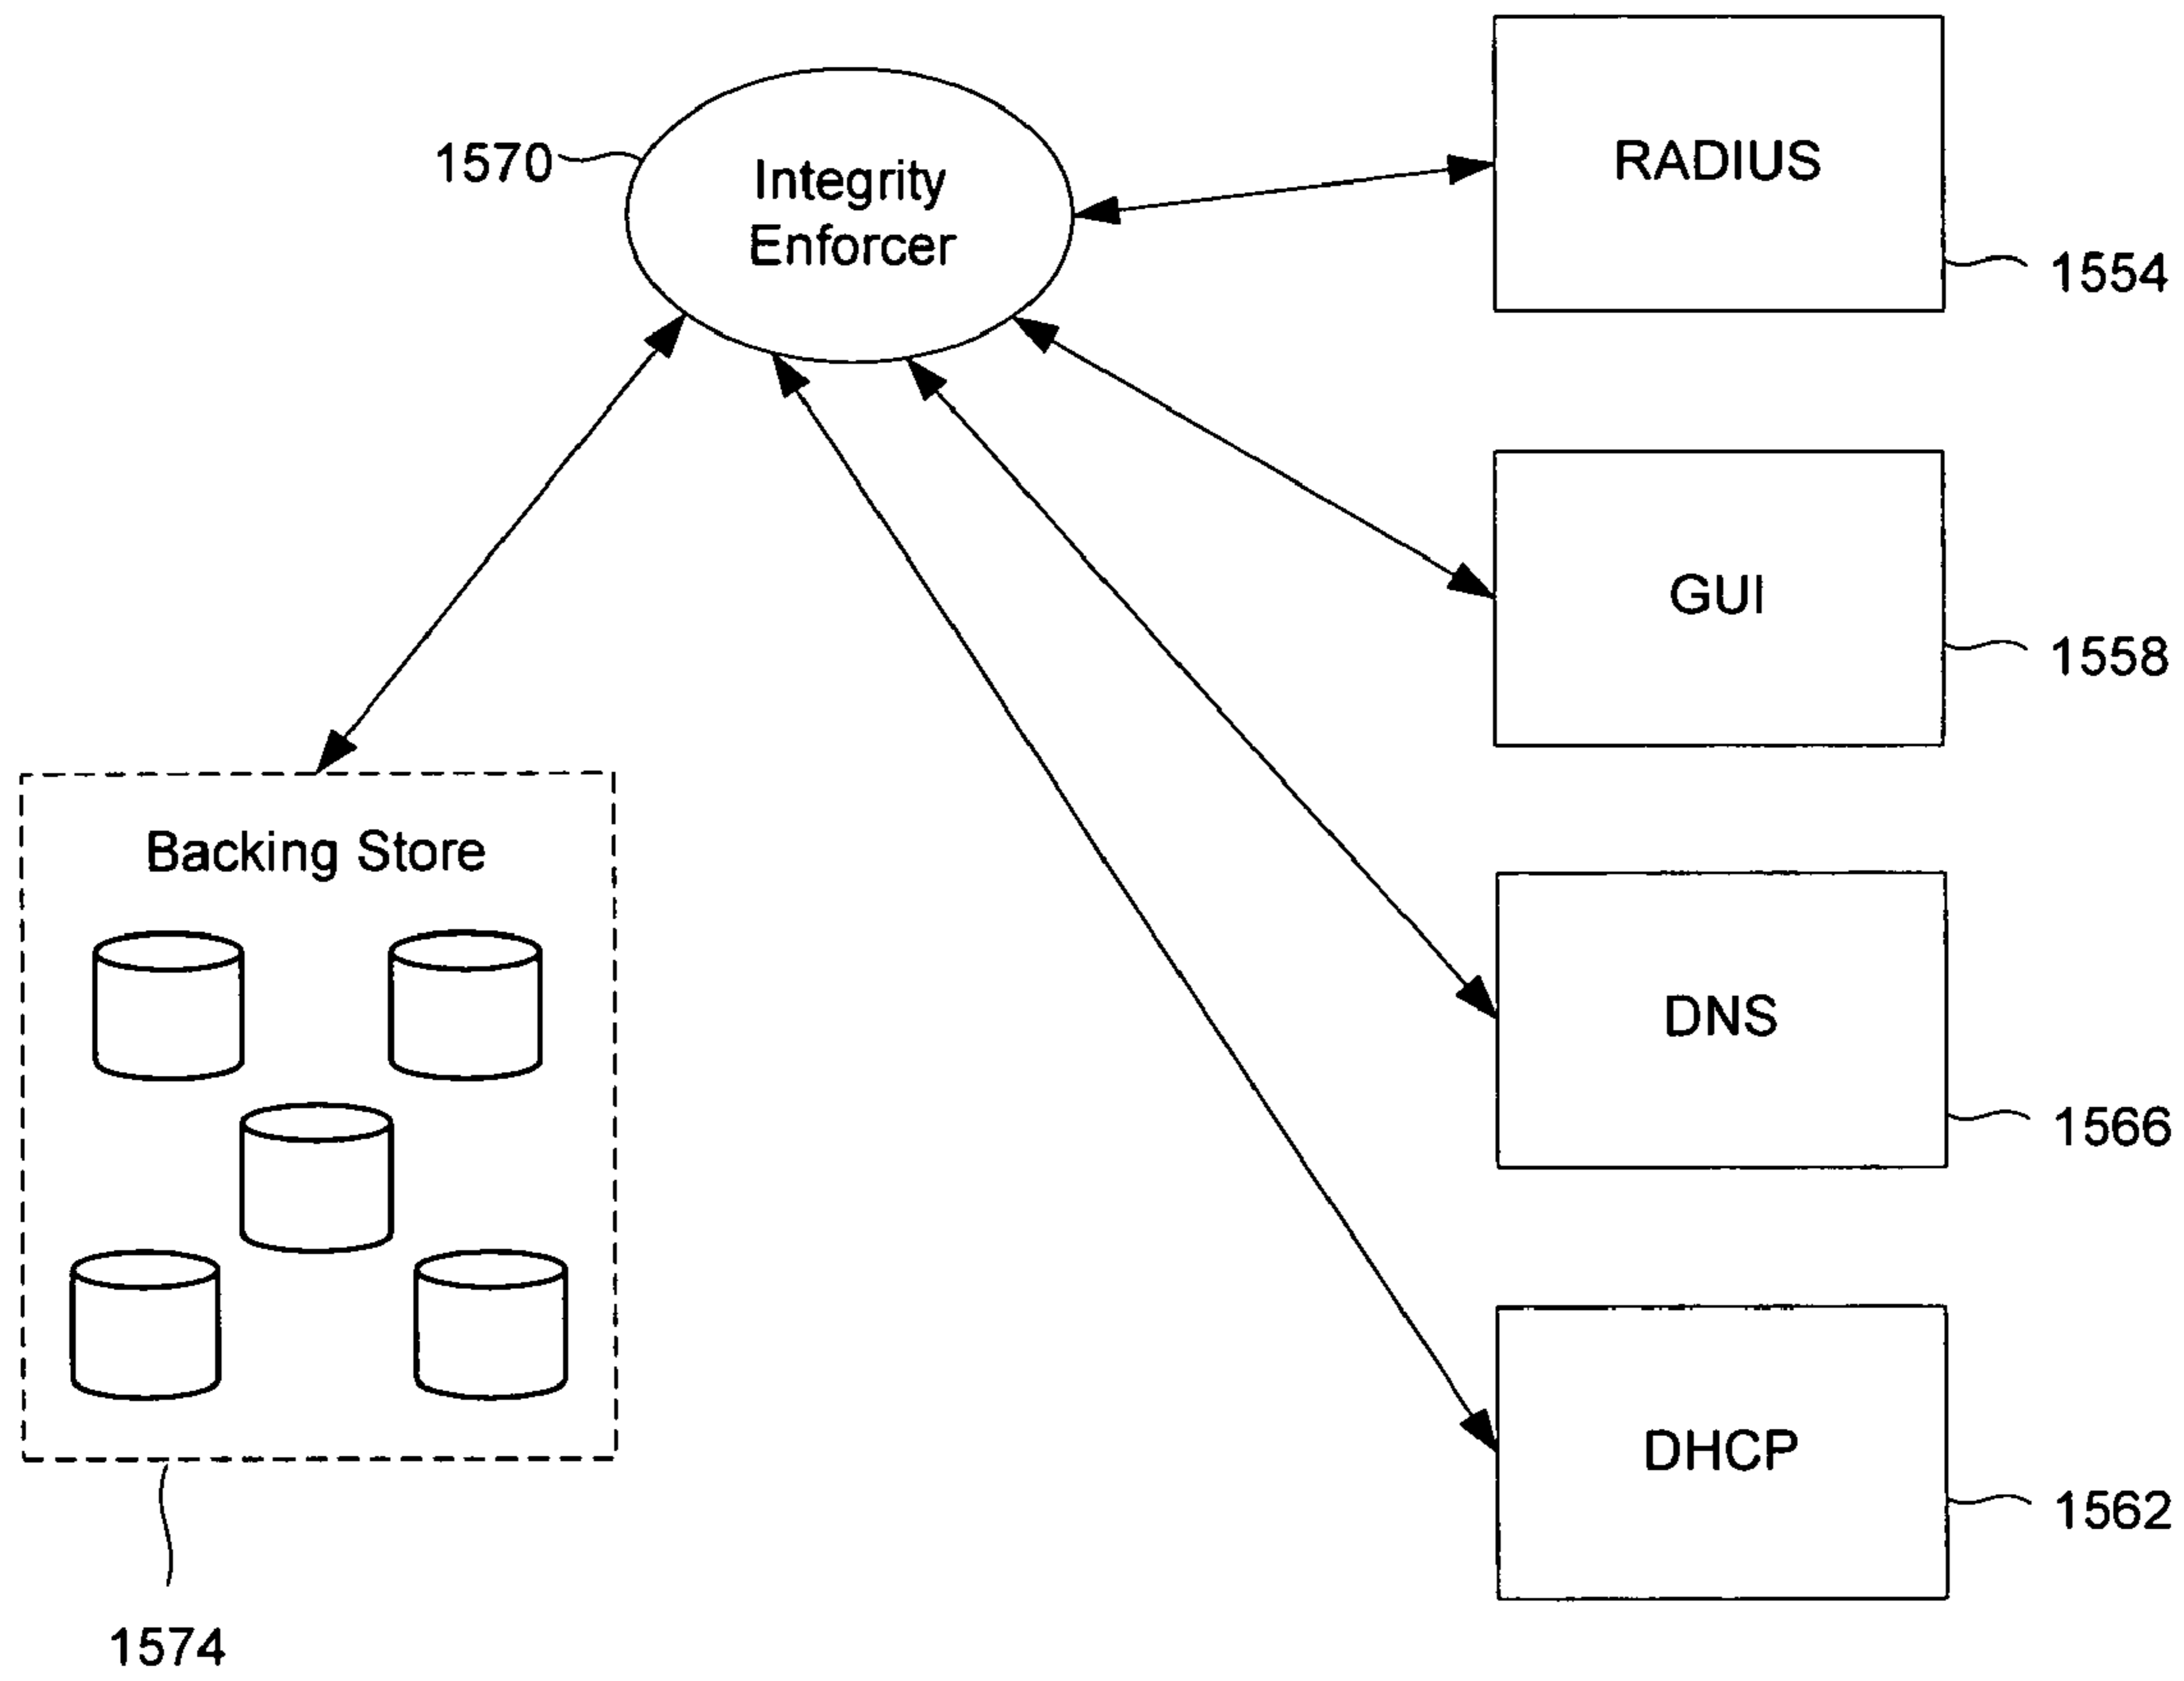 1570
Integrity
Enforcer
RADIUS
1554
GUI
1558
Backing Store
DNS
1566
DHCP
1562
1574